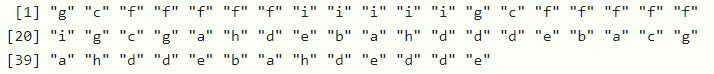 [1] "g" "c" "f" "f" "f" "f" "f" "i" "i" "i" "i" "i" "g" "c" "f" "f" "f" "f" "f"
[20] "i" "g" "c" "g" "a" "h" "d" "e" "b" "a" "h" "d" "d" "d" "e" "b" "a" "c" "g"
[39] "a" "h" "d" "d" "e" "b" "a" "h" "d" "e" "d" "d" "e"